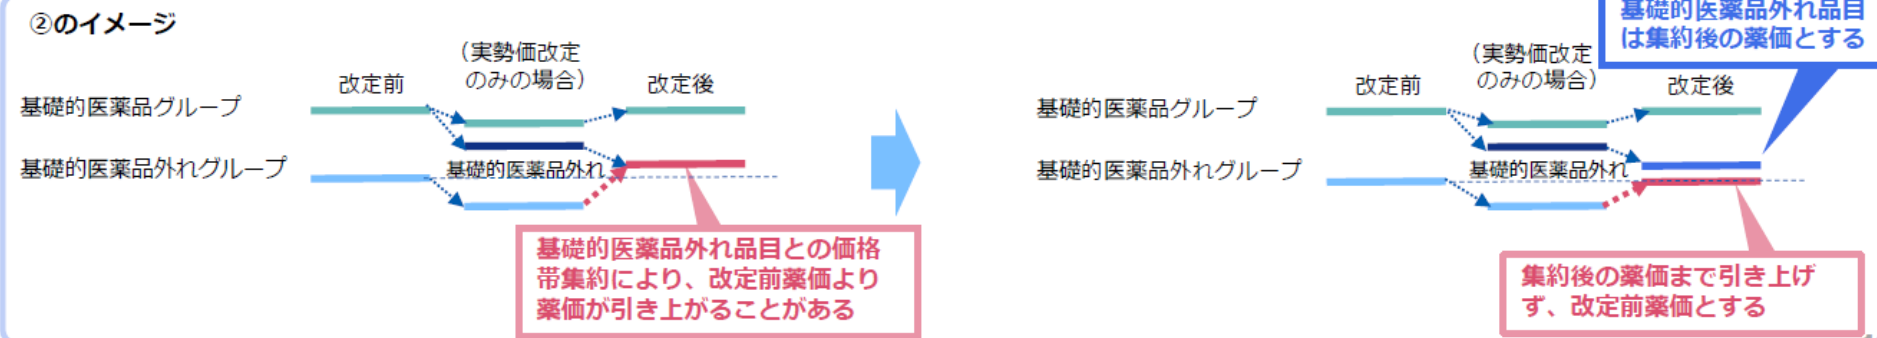 ②のイメージ
(実勢価改定
のみの場合)
改定前
改定後
基礎的医薬品グループ
基礎的医薬品外れグループ
基礎的医薬品外れ
基礎的医薬品外れ品目との価格
帯集約により、改定前薬価より
薬価が引き上がることがある
基礎的医薬品外れ品目
は集約後の薬価とする
(実勢価改定
のみの場合)
改定前
改定後
基礎的医薬品グループ
基礎的医薬品外れグループ
基礎的医薬品外れ
集約後の薬価まで引き上げ
ず、改定前薬価とする